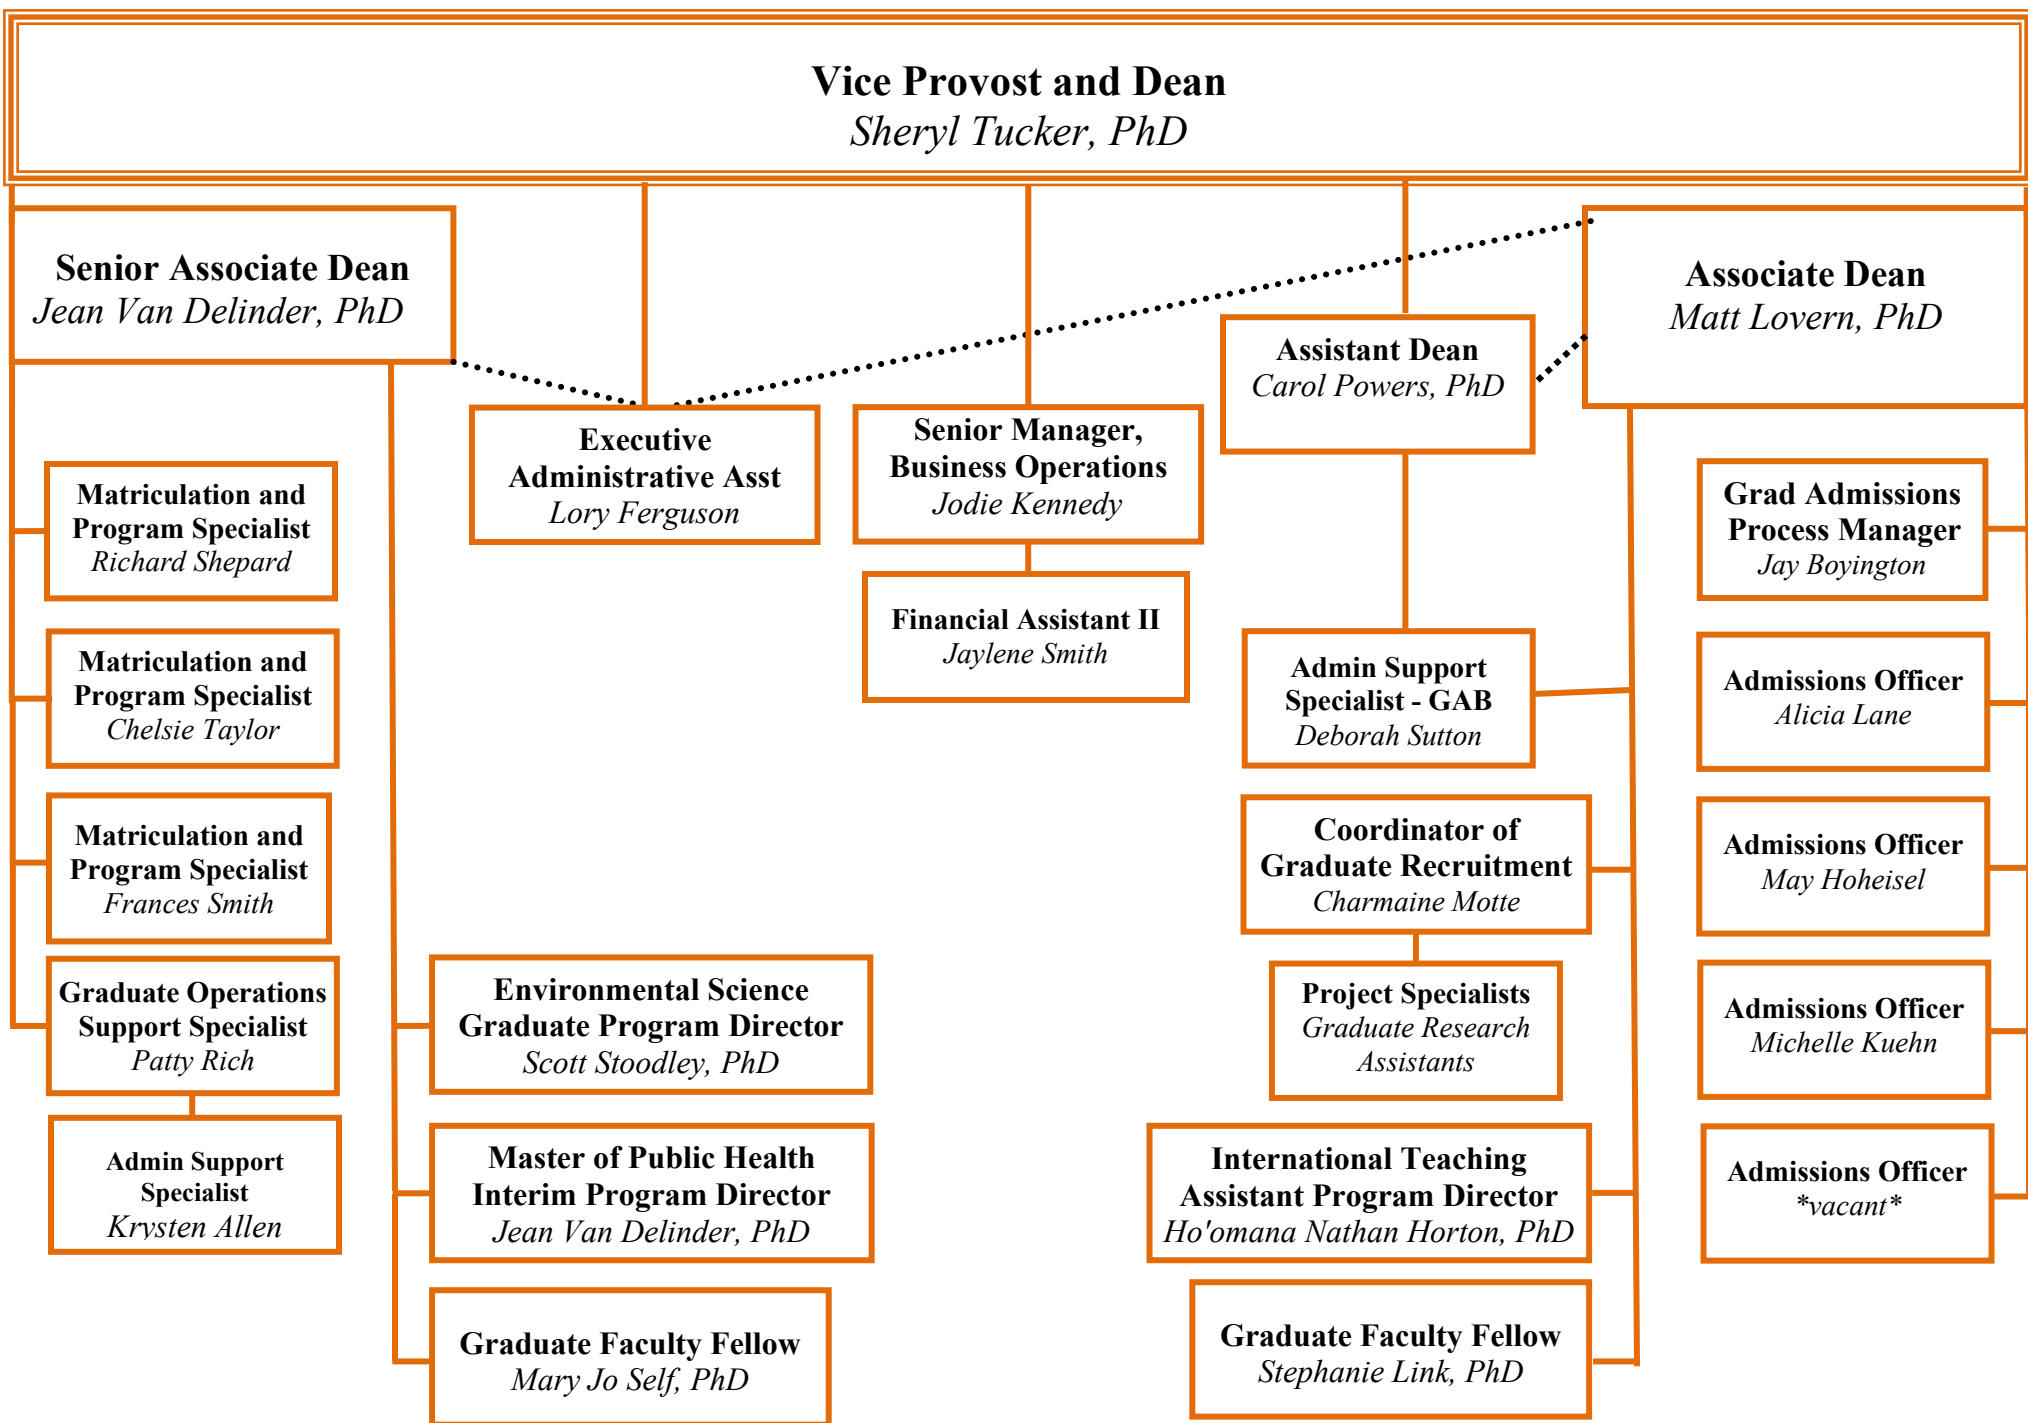 Vice Provost and Dean
Sheryl Tucker, PhD
Senior Associate Dean
Jean Van Delinder, PhD
Associate Dean
Matt Lovern, PhD
Assistant Dean
Carol Powers, PhD
Executive
Administrative Asst
Lory Ferguson
Senior Manager,
Business Operations
Jodie Kennedy
Financial Assistant II
Jaylene Smith
Matriculation and
Program Specialist
Richard Shepard
Matriculation and
Program Specialist
Chelsie Taylor
Matriculation and
Program Specialist
Frances Smith
Graduate Operations
Support Specialist
Patty Rich
Admin Support
Specialist
Krysten Allen
Environmental Science
Graduate Program Director
Scott Stoodley, PhD
Master of Public Health
Interim Program Director
Jean Van Delinder, PhD
Graduate Faculty Fellow
Mary Jo Self, PhD
Admin Support
Specialist - GAB
Deborah Sutton
Coordinator of
Graduate Recruitment
Charmaine Motte
Project Specialists
Graduate Research
Assistants
International Teaching
Assistant Program Director
Ho'omana Nathan Horton, PhD
Graduate Faculty Fellow
Stephanie Link, PhD
Grad Admissions
Process Manager
Jay Boyington
Admissions Officer
Alicia Lane
Admissions Officer
May Hoheisel
Admissions Officer
Michelle Kuehn
Admissions Officer
*vacant*